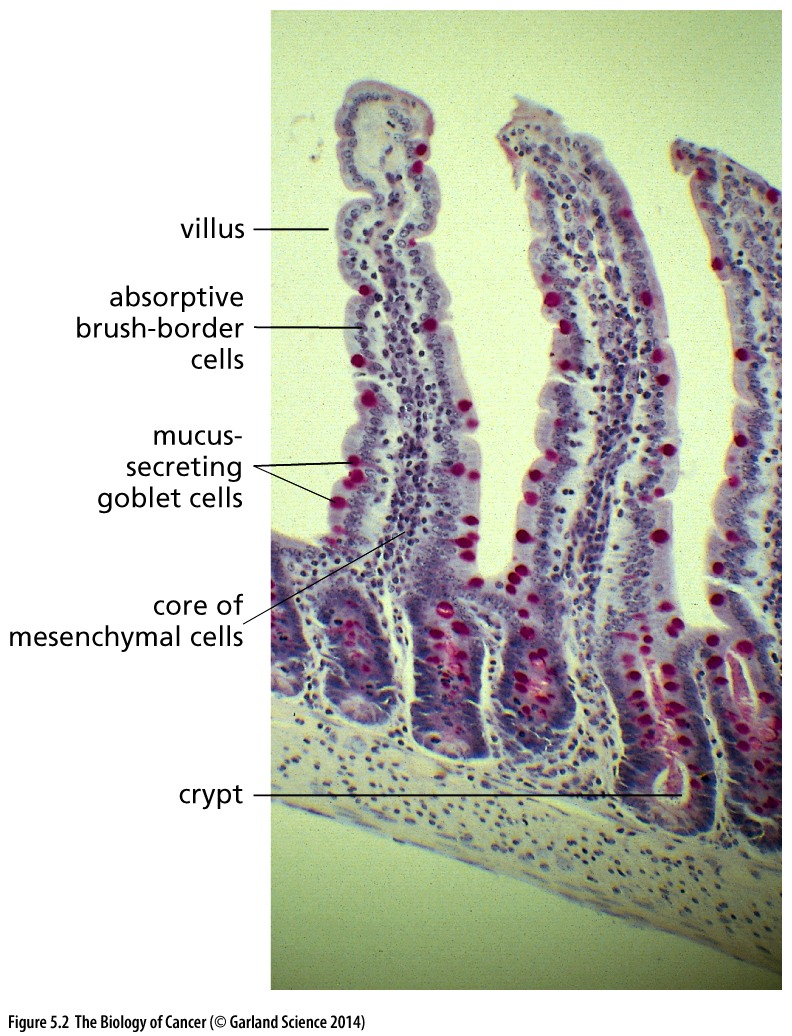 villus
absorptive
brush-border
cells
mucus-
secreting
goblet cells
core of
mesenchymal cells
crypt
Figure 5.2 The Biology of Cancer (© Garland Science 2014)